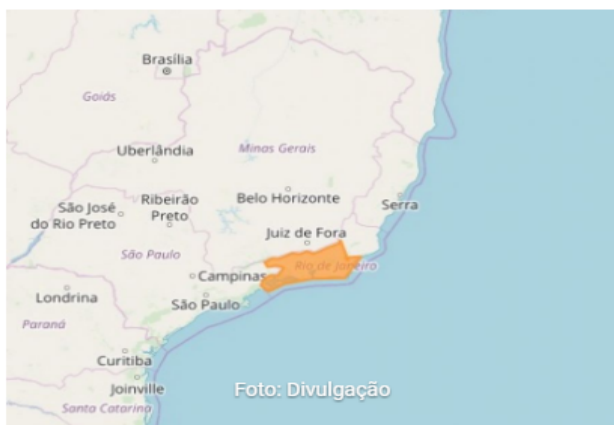 Brasília
Goiás
Uberlândia
Minas Gerais
São José
do Rio Preto
Ribeirão
Preto
Belo Horizonte
Serra
Juiz de Fora
São Paulo
Campinas
Rio de Janeiro
Londrina
São Paulo
Paraná
Curitiba
Joinville
Foto: Divulgação
Santa Catarina